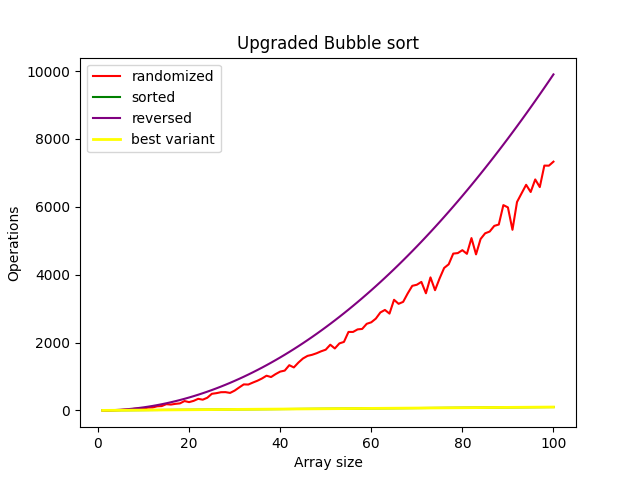 Upgraded Bubble sort
randomized
sorted
reversed
best variant
Operations
10000
8000
6000
4000
2000
0
0 20 40 60 80 100
Array size